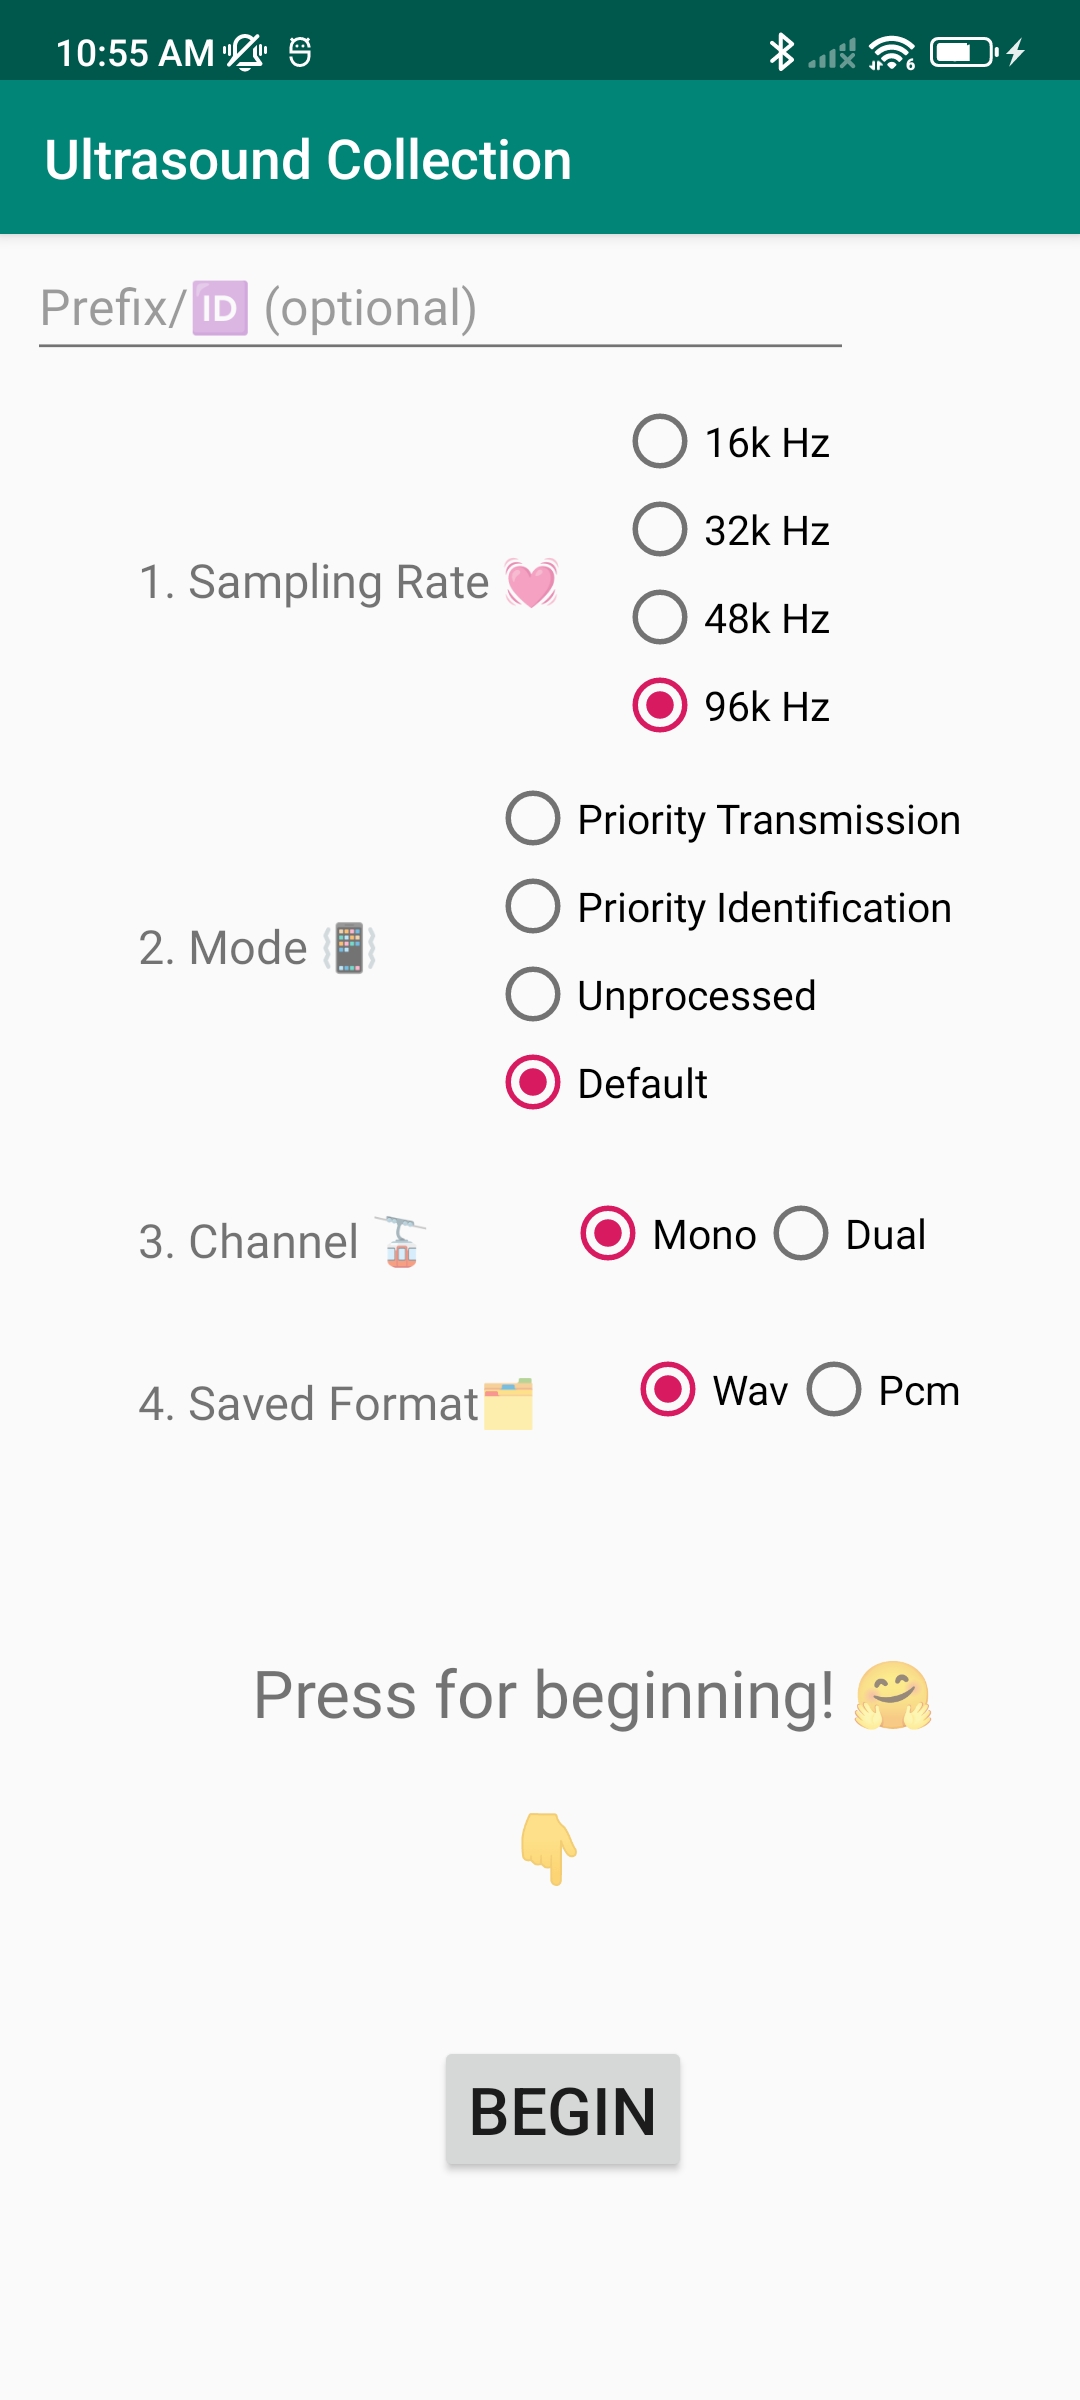 10:55 AM
Ultrasound Collection
Prefix/🆔 (optional)
16k Hz
32k Hz
1. Sampling Rate 💓
48k Hz
96k Hz
Priority Transmission
Priority Identification
2. Mode 📳
Unprocessed
Default
3. Channel 🚡 Mono Dual
4. Saved Format🗂️ Wav Pcm
Press for beginning! 🤗
👇
BEGIN